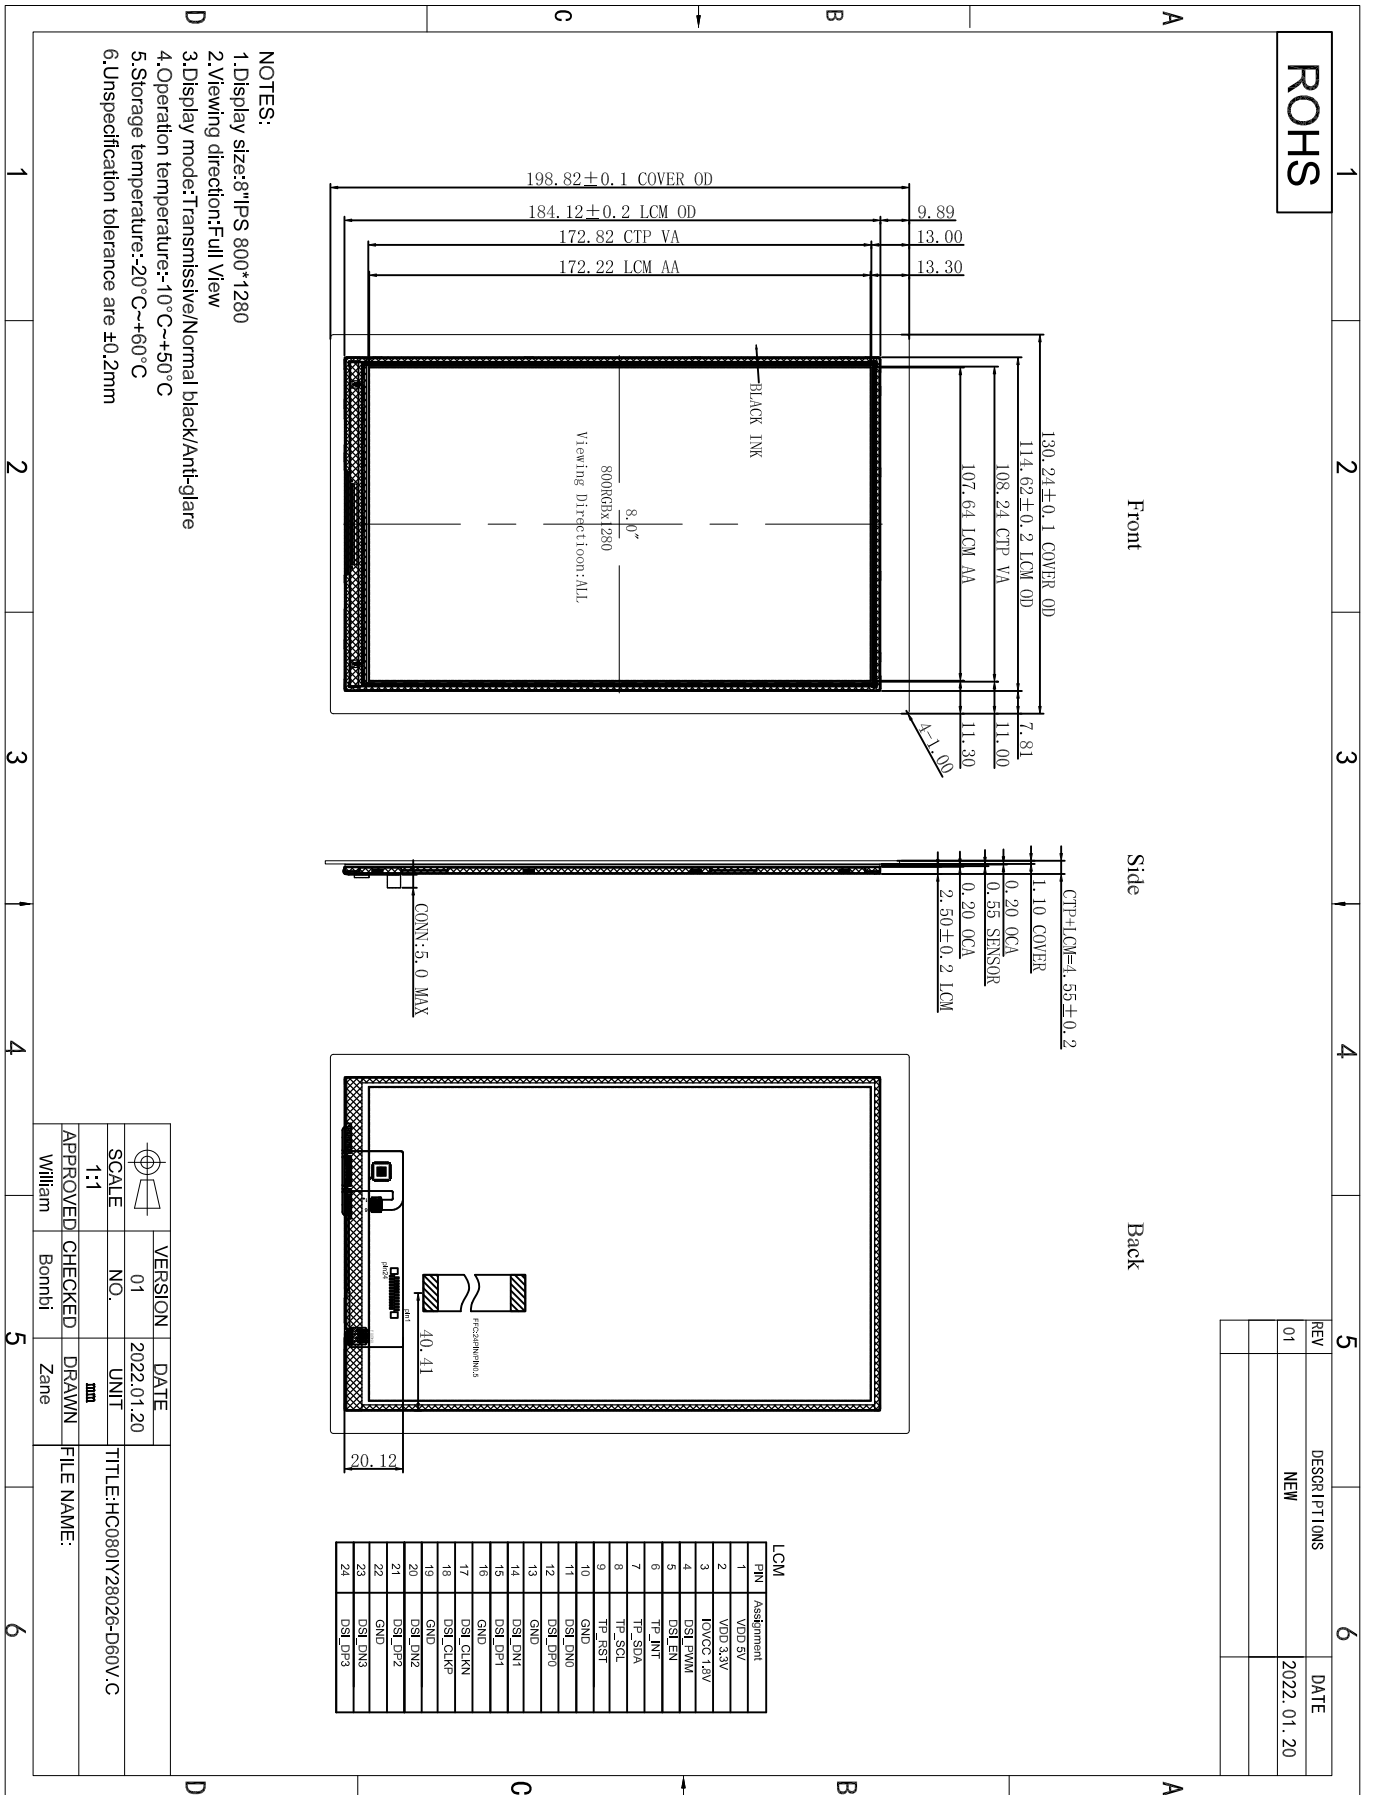 ROHS
1
2
3
4
5
6
A
B
C
D
REV
DESCRIPTIONS
DATE
01
NEW
2022.01.20
Front
Side
Back
130.24±0.1 COVER OD
114.62±0.2 LCM OD
108.24 CTP VA
107.64 LCM AA
7.81
11.00
11.30
4-1.00
198.82±0.1 COVER OD
184.12±0.2 LCM OD
172.82 CTP VA
172.22 LCM AA
9.89
13.00
13.30
BLACK INK
8.0″
800RGBx1280
Viewing Directioon:ALL
CTP+LCM=4.55±0.2
1.10 COVER
0.20 OCA
0.55 SENSOR
0.20 OCA
2.50±0.2 LCM
CONN:5.0 MAX
FFC:24PIN/PIN0.5
pin1
pin24
40.41
20.12
LCM
PIN Assignment
1 VDD 5V
2 VDD 3.3V
3 IOVCC 1.8V
4 DSI_PWM
5 DSI_EN
6 TP_INT
7 TP_SDA
8 TP_SCL
9 TP_RST
10 GND
11 DSI_DN0
12 DSI_DP0
13 GND
14 DSI_DN1
15 DSI_DP1
16 GND
17 DSI_CLKN
18 DSI_CLKP
19 GND
20 DSI_DN2
21 DSI_DP2
22 GND
23 DSI_DN3
24 DSI_DP3
NOTES:
1.Display size:8"IPS 800*1280
2.Viewing direction:Full View
3.Display mode:Transmissive/Normal black/Anti-glare
4.Operation temperature:-10°C~+50°C
5.Storage temperature:-20°C~+60°C
6.Unspecification tolerance are ±0.2mm
VERSION
DATE
01
2022.01.20
SCALE
NO.
UNIT
TITLE:HC080IY28026-D60V.C
1:1
mm
APPROVED
CHECKED
DRAWN
FILE NAME:
William
Bonnbi
Zane
1
2
3
4
5
6
A
B
C
D